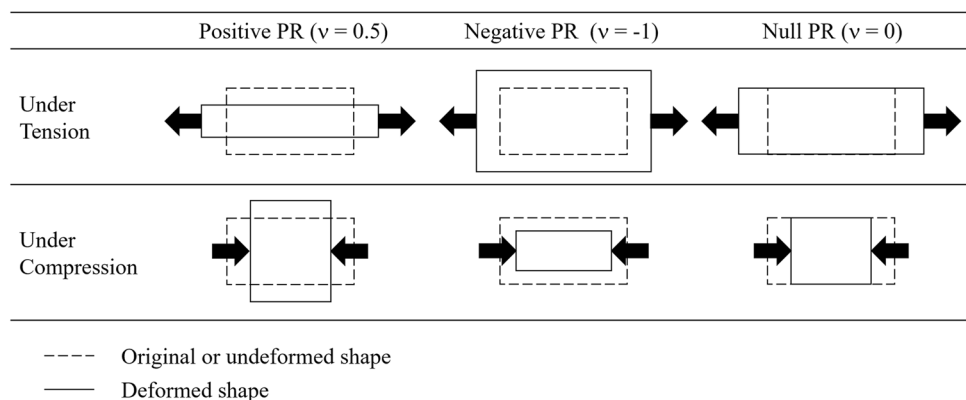 Positive PR (ν = 0.5) Negative PR (ν = -1) Null PR (ν = 0)
Under
Tension
Under
Compression
Original or undeformed shape
Deformed shape